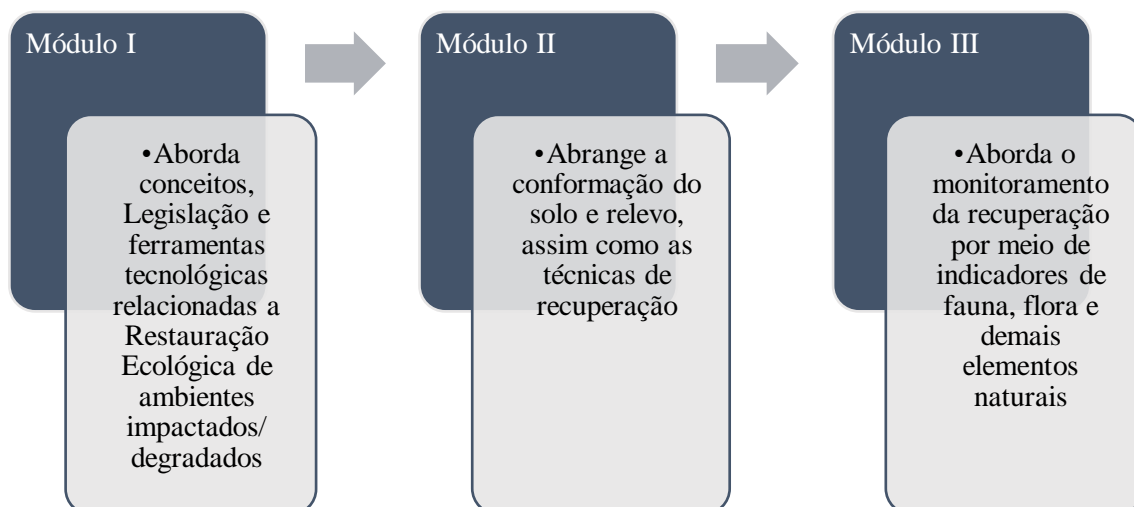 Módulo I
•Aborda
conceitos,
Legislação e
ferramentas
tecnológicas
relacionadas a
Restauração
Ecológica de
ambientes
impactados/
degradados
Módulo II
•Abrange a
conformação do
solo e relevo,
assim como as
técnicas de
recuperação
Módulo III
•Aborda o
monitoramento
da recuperação
por meio de
indicadores de
fauna, flora e
demais
elementos
naturais